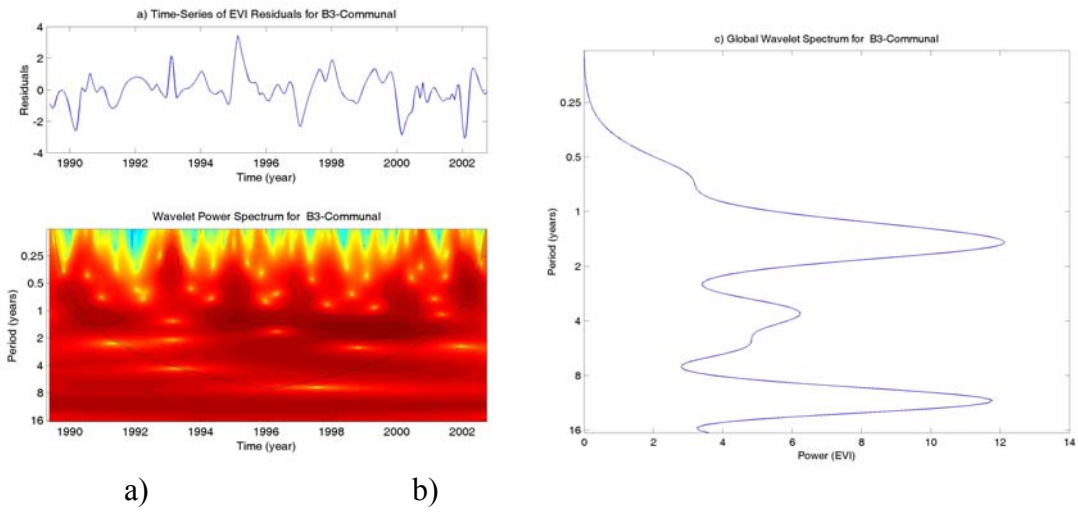 a) Time-Series of EVI Residuals for B3-Communal
4
2
0
-2
-4
Residuals
1990 1992 1994 1996 1998 2000 2002
Time (year)
Wavelet Power Spectrum for B3-Communal
0.25
0.5
1
2
4
8
16
Period (years)
1990 1992 1994 1996 1998 2000 2002
Time (year)
c) Global Wavelet Spectrum for B3-Communal
0.25
0.5
1
2
4
8
16
Period (years)
0 2 4 6 8 10 12 14
Power (EVI)
a) b)